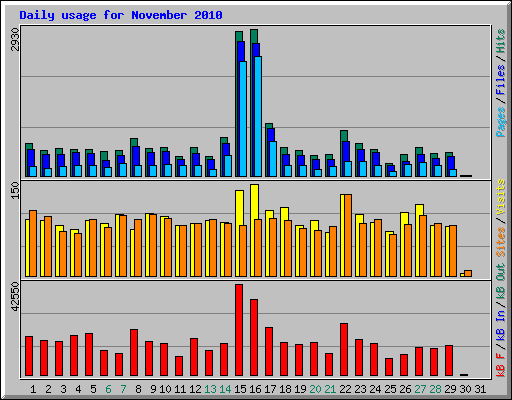 Daily usage for November 2010
2930
150
42550
Pages / Files / Hits
Sites / Visits
kB F / kB In / kB Out
1 2 3 4 5 6 7 8 9 10 11 12 13 14 15 16 17 18 19 20 21 22 23 24 25 26 27 28 29 30 31